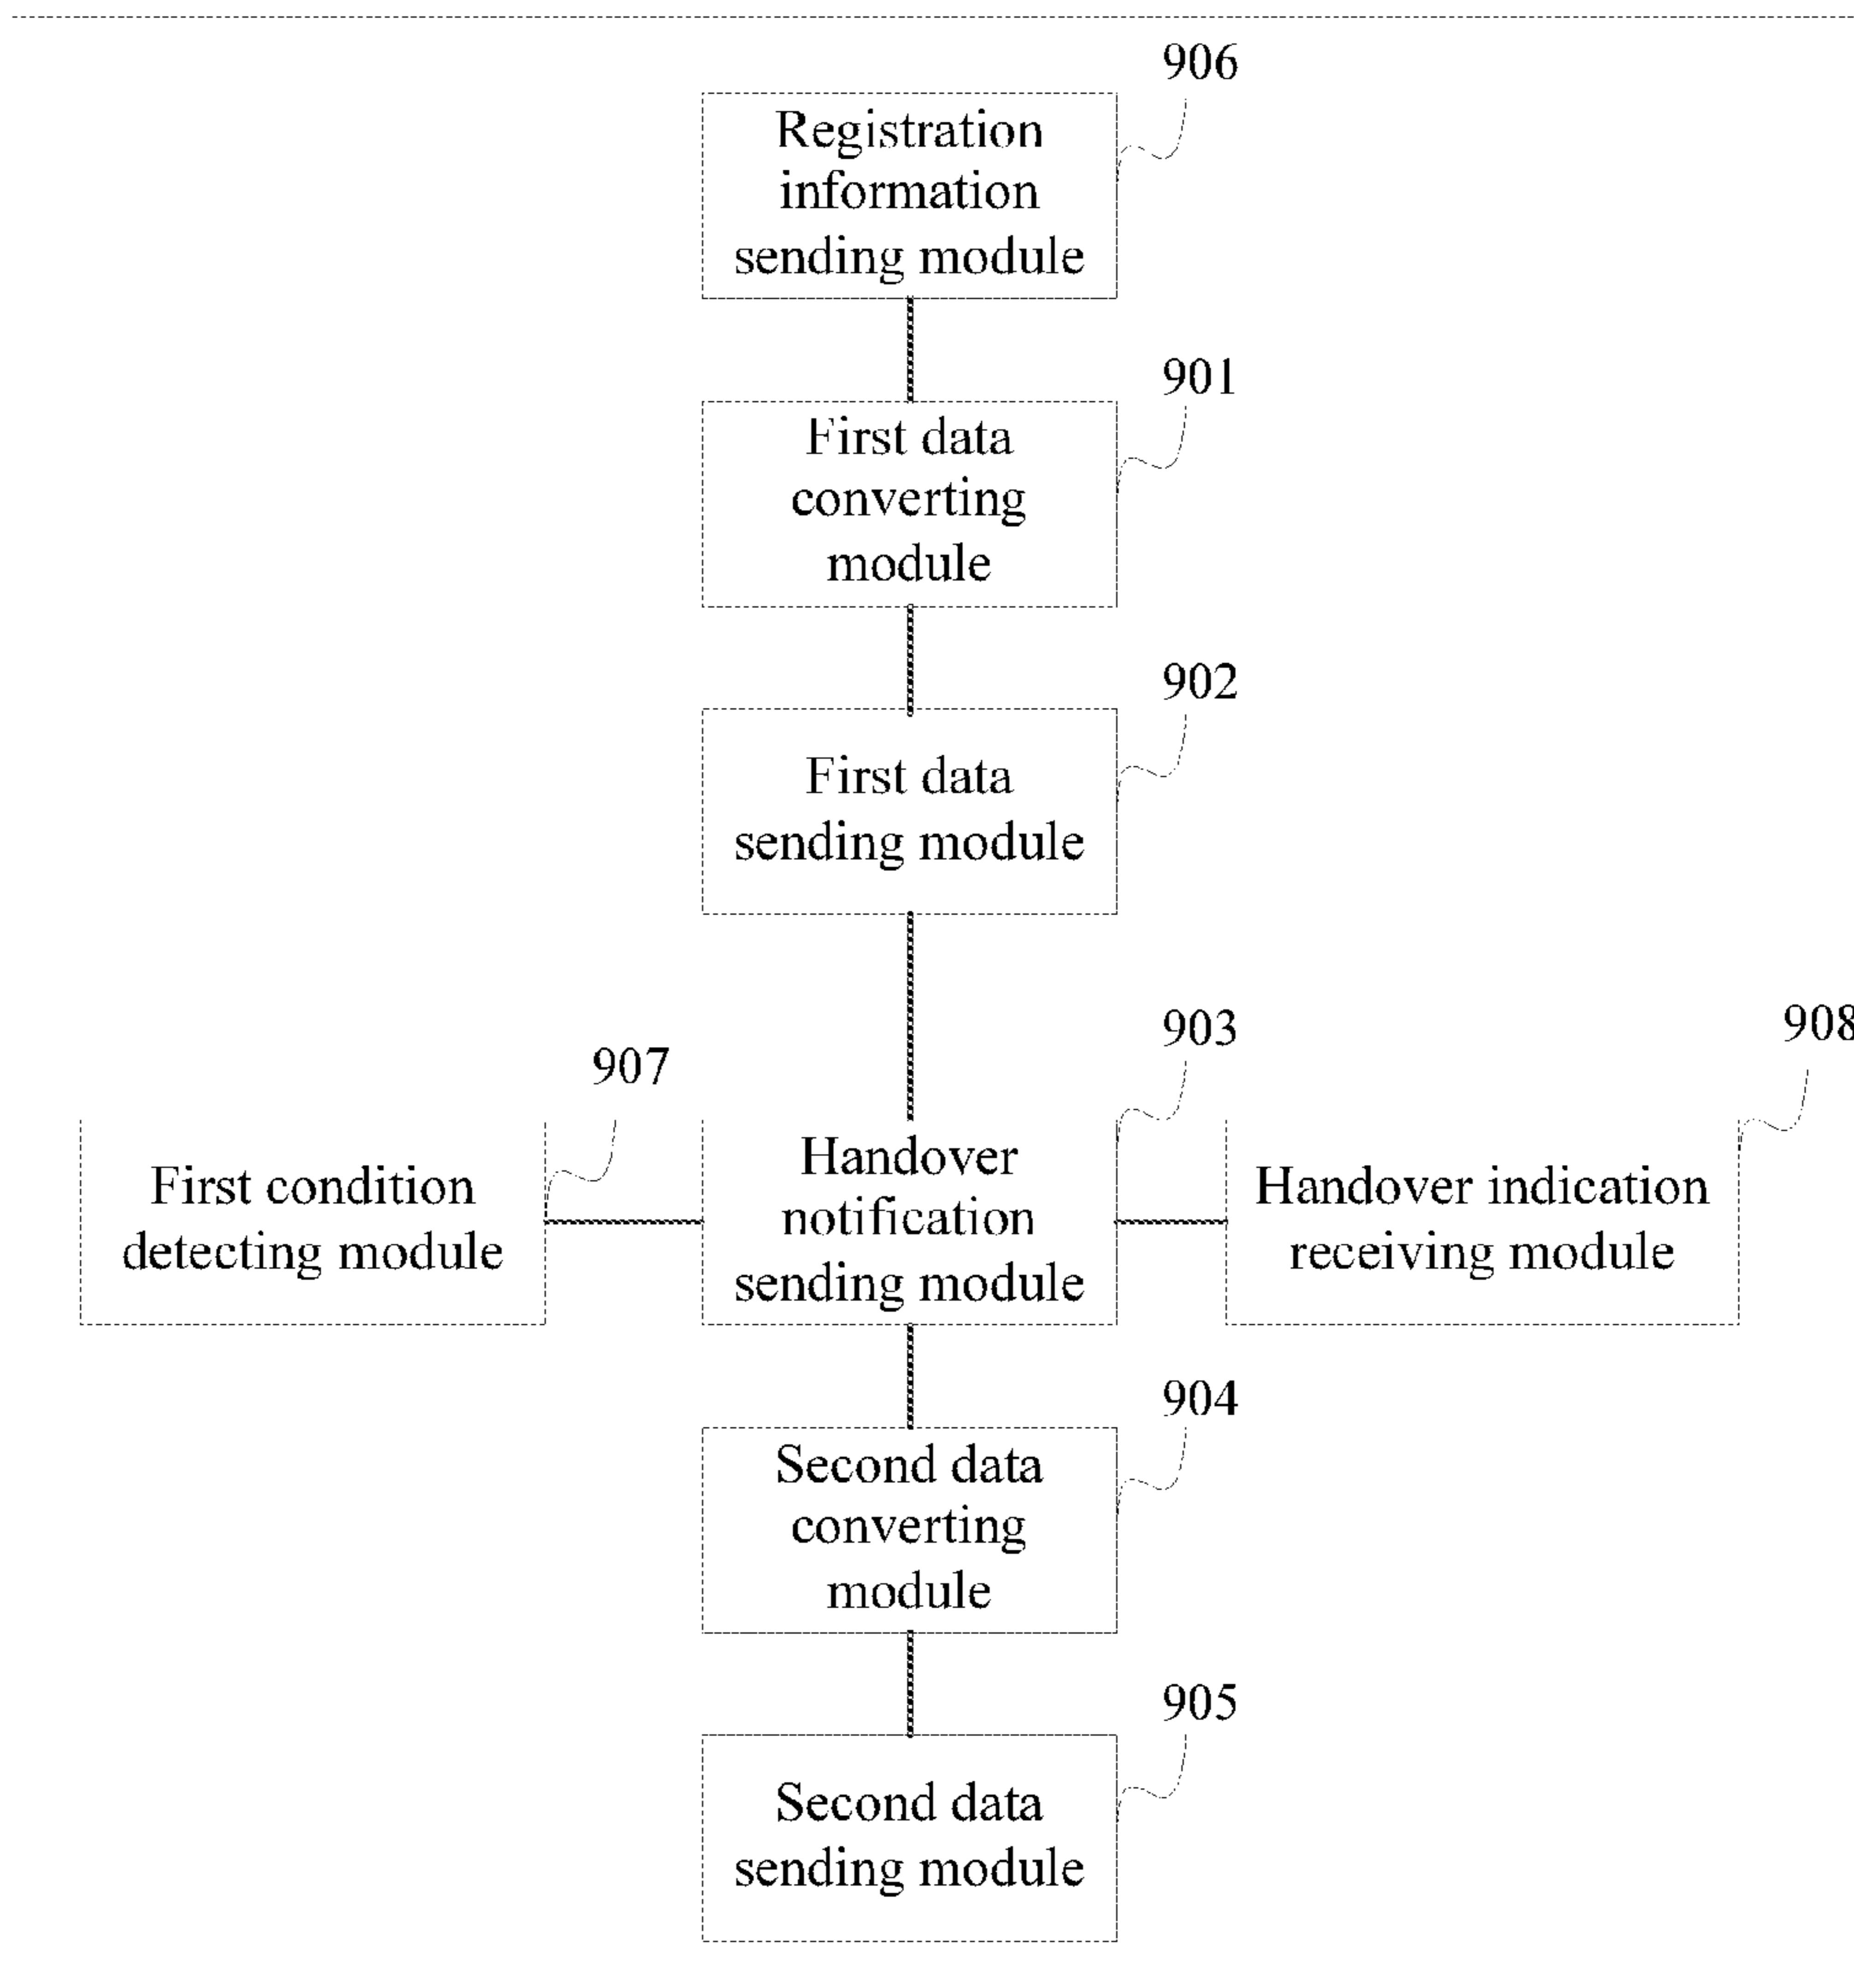 906
Registration
information
sending module
901
First data
converting
module
902
First data
sending module
903
908
907
Handover
notification
sending module
First condition
detecting module
Handover indication
receiving module
904
Second data
converting
module
905
Second data
sending module